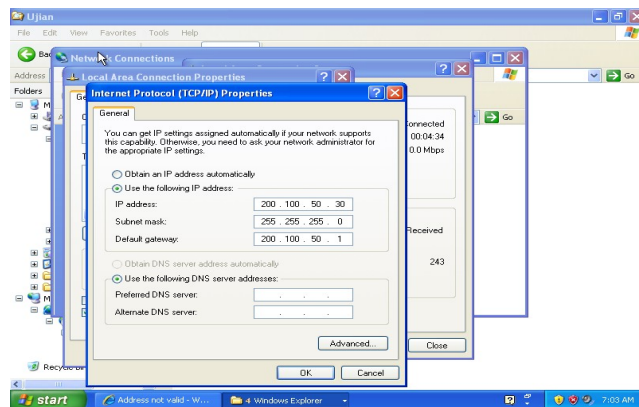 Ujian
File Edit View Favorites Tools Help
Network Connections
Address
Go
Local Area Connection Properties
Folders
Internet Protocol (TCP/IP) Properties
General
You can get IP settings assigned automatically if your network supports
this capability. Otherwise, you need to ask your network administrator for
the appropriate IP settings.
Obtain an IP address automatically
Use the following IP address:
IP address: 200 . 100 . 50 . 30
Subnet mask: 255 . 255 . 255 . 0
Default gateway: 200 . 100 . 50 . 1
Obtain DNS server address automatically
Use the following DNS server addresses:
Preferred DNS server: . . .
Alternate DNS server: . . .
Advanced...
OK Cancel
Go
00:04:34
Received
243
Close
start
Address not valid - W...
4 Windows Explorer
7:03 AM